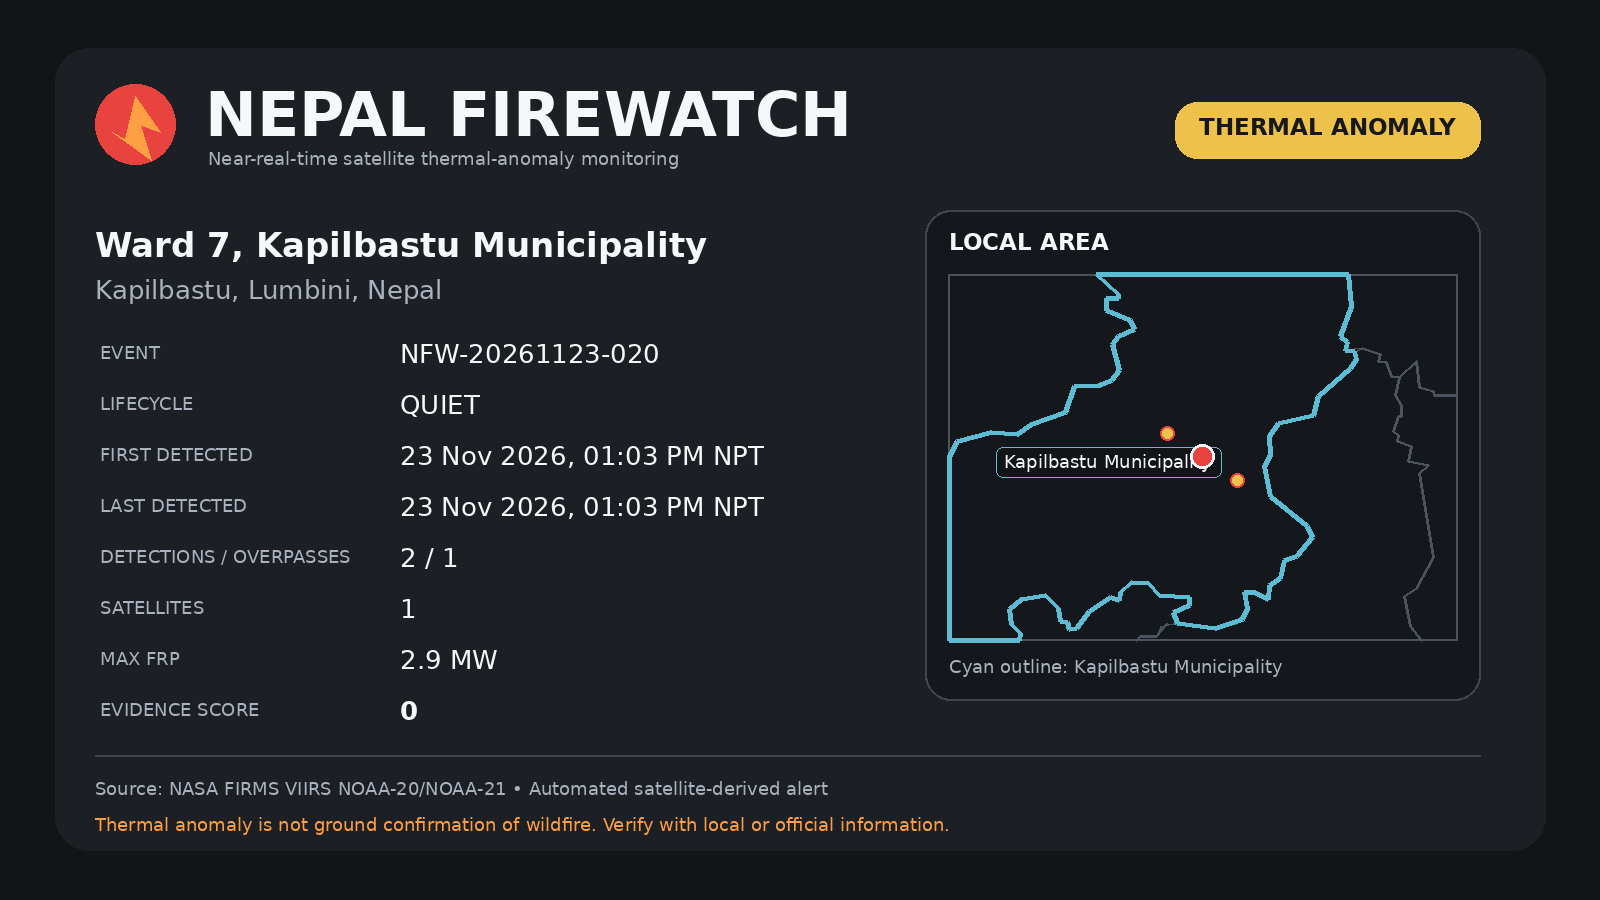 NEPAL FIREWATCH
Near-real-time satellite thermal-anomaly monitoring
THERMAL ANOMALY
Ward 7, Kapilbastu Municipality
Kapilbastu, Lumbini, Nepal
EVENT NFW-20261123-020
LIFECYCLE QUIET
FIRST DETECTED 23 Nov 2026, 01:03 PM NPT
LAST DETECTED 23 Nov 2026, 01:03 PM NPT
DETECTIONS / OVERPASSES 2 / 1
SATELLITES 1
MAX FRP 2.9 MW
EVIDENCE SCORE 0
LOCAL AREA
Kapilbastu Municipality
Cyan outline: Kapilbastu Municipality
Source: NASA FIRMS VIIRS NOAA-20/NOAA-21 • Automated satellite-derived alert
Thermal anomaly is not ground confirmation of wildfire. Verify with local or official information.